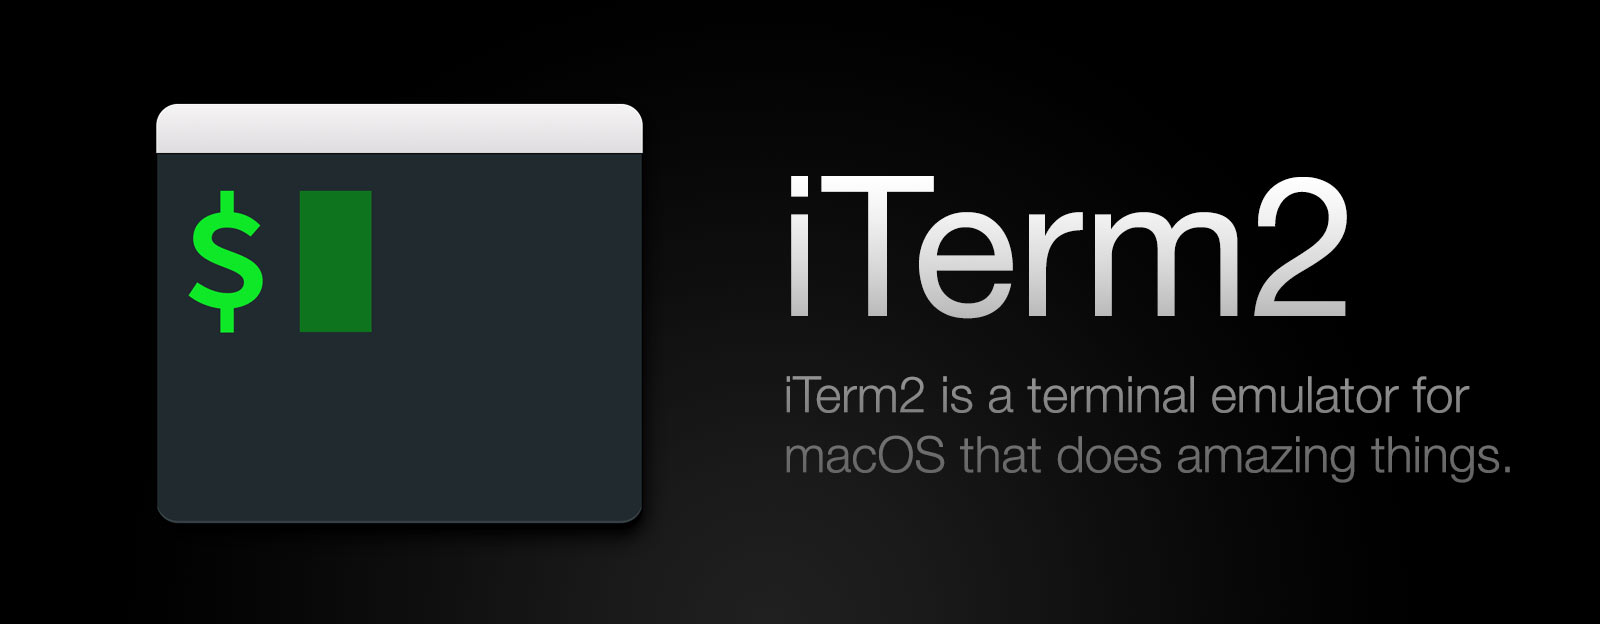 $
iTerm2
iTerm2 is a terminal emulator for
macOS that does amazing things.